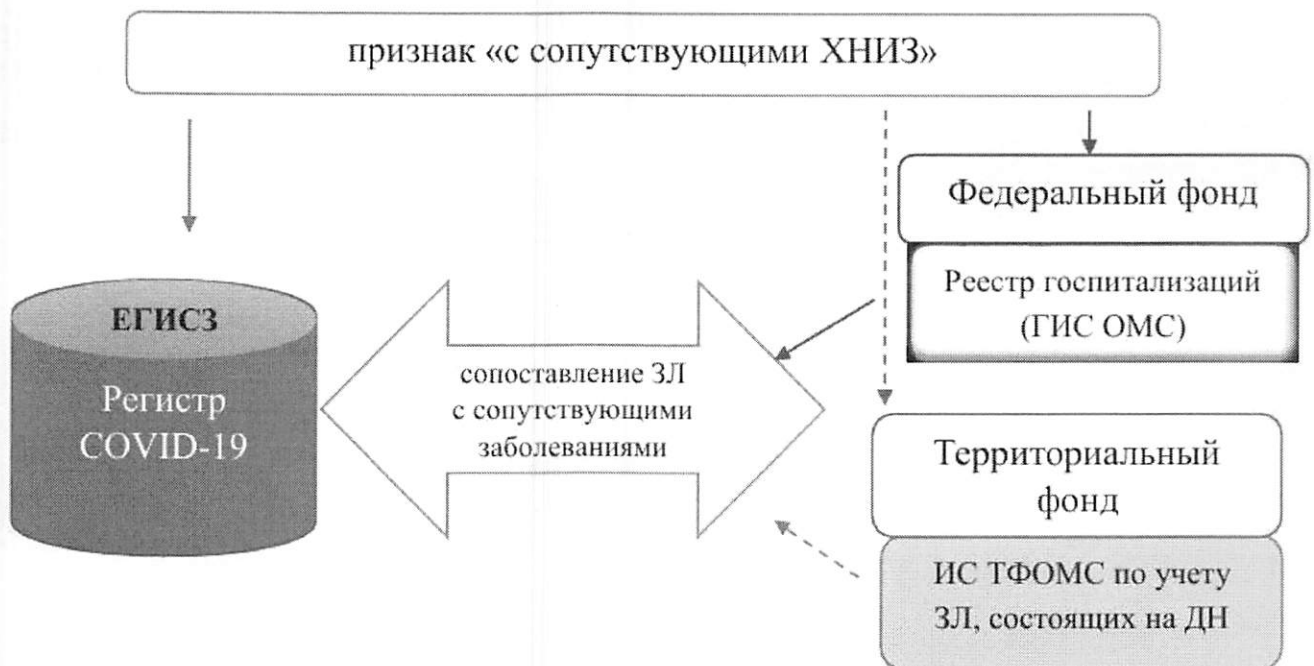 признак «с сопутствующими ХНИЗ»
Федеральный фонд
Реестр госпитализаций
(ГИС ОМС)
ЕГИСЗ
Регистр
COVID-19
сопоставление ЗЛ
с сопутствующими
заболеваниями
Территориальный
фонд
ИС ТФОМС по учету
ЗЛ, состоящих на ДН